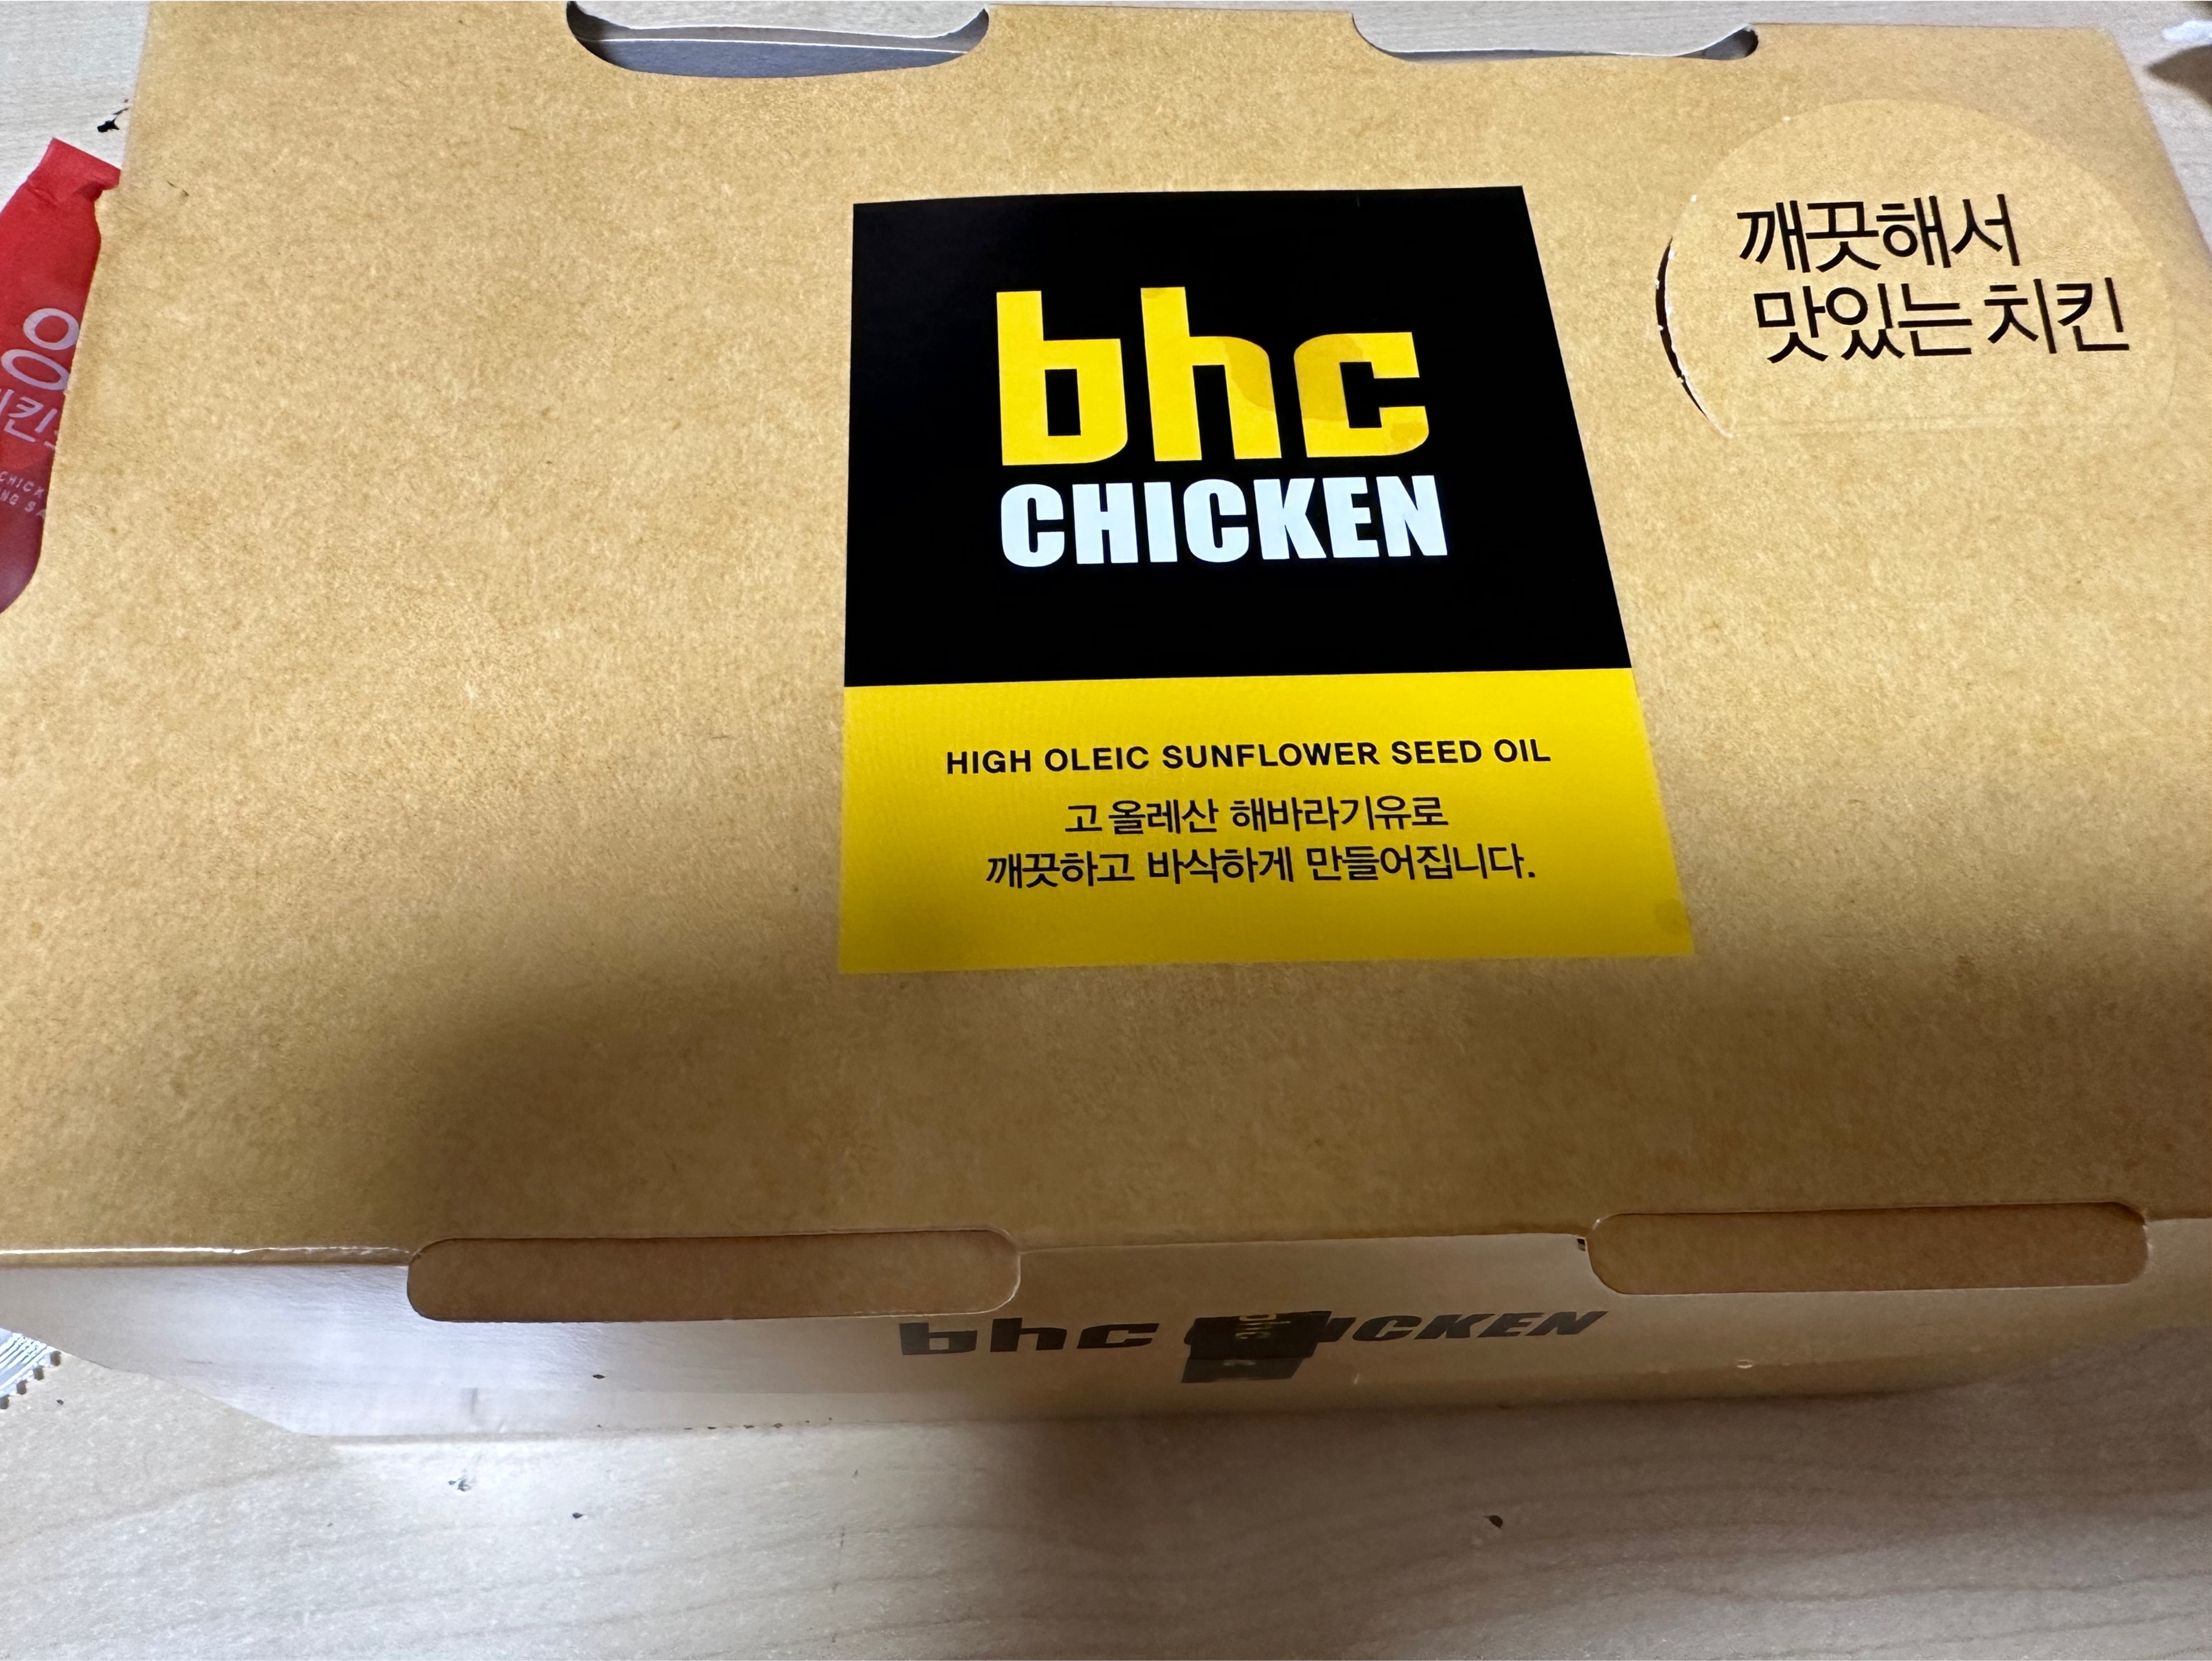 깨끗해서
맛있는 치킨
bhc
CHICKEN
HIGH OLEIC SUNFLOWER SEED OIL
고 올레산 해바라기유로
깨끗하고 바삭하게 만들어집니다.
bhc